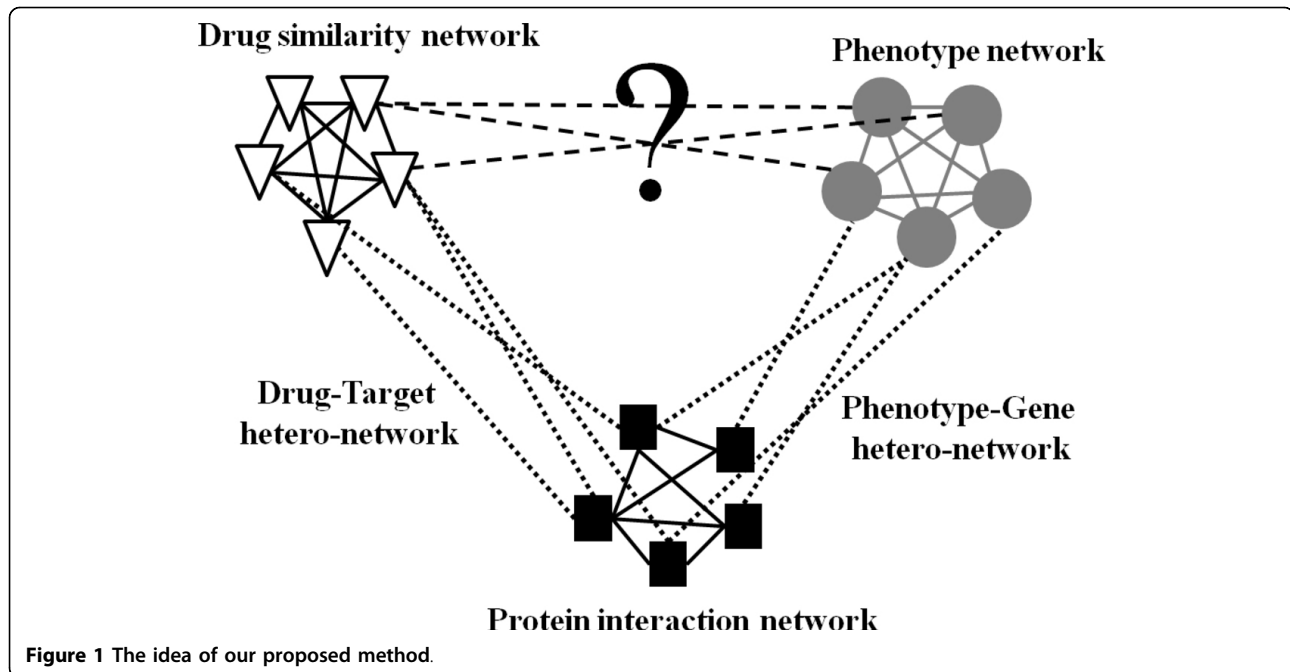 Drug similarity network
Phenotype network
?
Drug-Target
hetero-network
Phenotype-Gene
hetero-network
Protein interaction network
Figure 1 The idea of our proposed method.